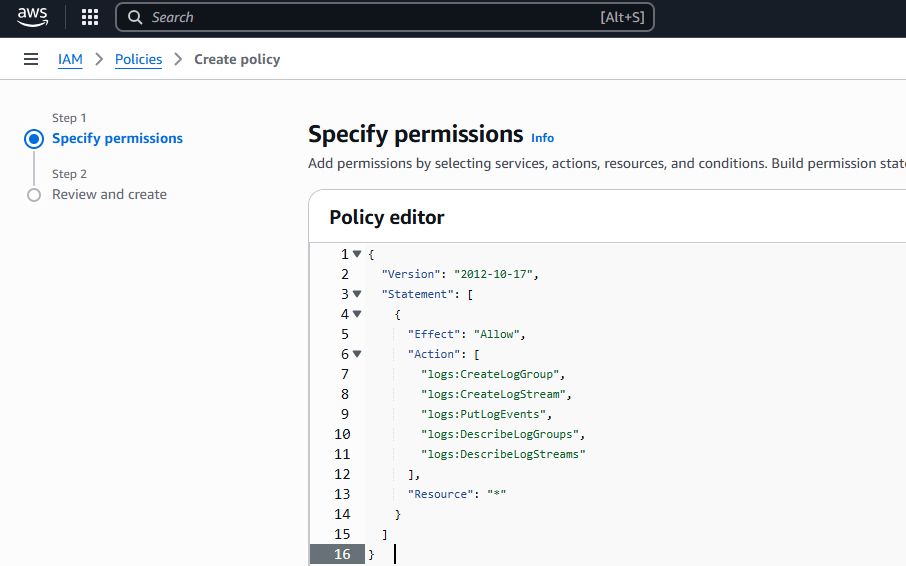 aws
Search [Alt+S]
IAM > Policies > Create policy
Step 1
Specify permissions
Step 2
Review and create
Specify permissions Info
Add permissions by selecting services, actions, resources, and conditions. Build permission
Policy editor
1 {
2 "Version": "2012-10-17",
3 "Statement": [
4 {
5 "Effect": "Allow",
6 "Action": [
7 "logs:CreateLogGroup",
8 "logs:CreateLogStream",
9 "logs:PutLogEvents",
10 "logs:DescribeLogGroups",
11 "logs:DescribeLogStreams"
12 ],
13 "Resource": "*"
14 }
15 ]
16 }